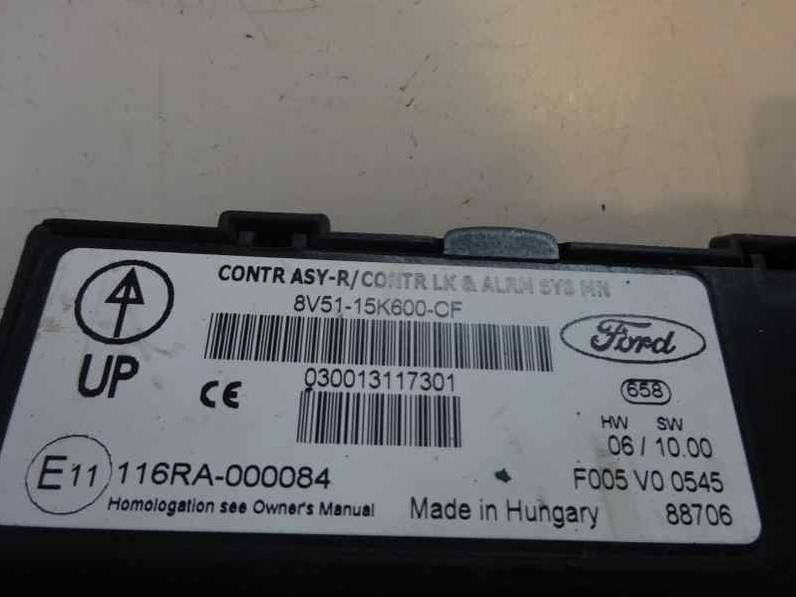 CONTR ASY-R/CONTR LK & ALRM SYS MN
8V51-15K600-CF
Ford
UP
CE
030013117301
658
HW SW
06 / 10.00
E11 116RA-000084
F005 V0 0545
Homologation see Owner's Manual
Made in Hungary
88706